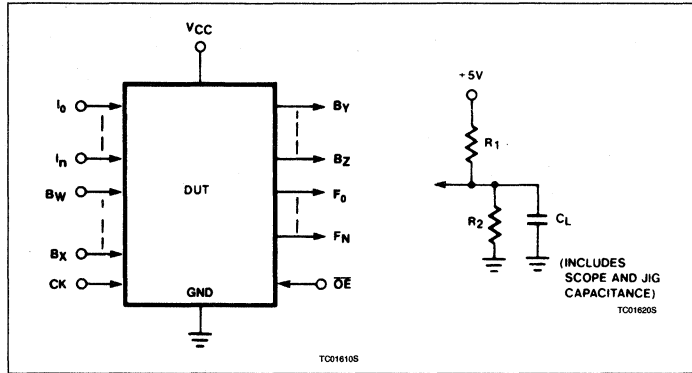 VCC
I0
In
BW
BX
CK
DUT
GND
BY
BZ
F0
FN
OE
TC01610S
+5V
R1
R2
CL
(INCLUDES
SCOPE AND JIG
CAPACITANCE)
TC01620S